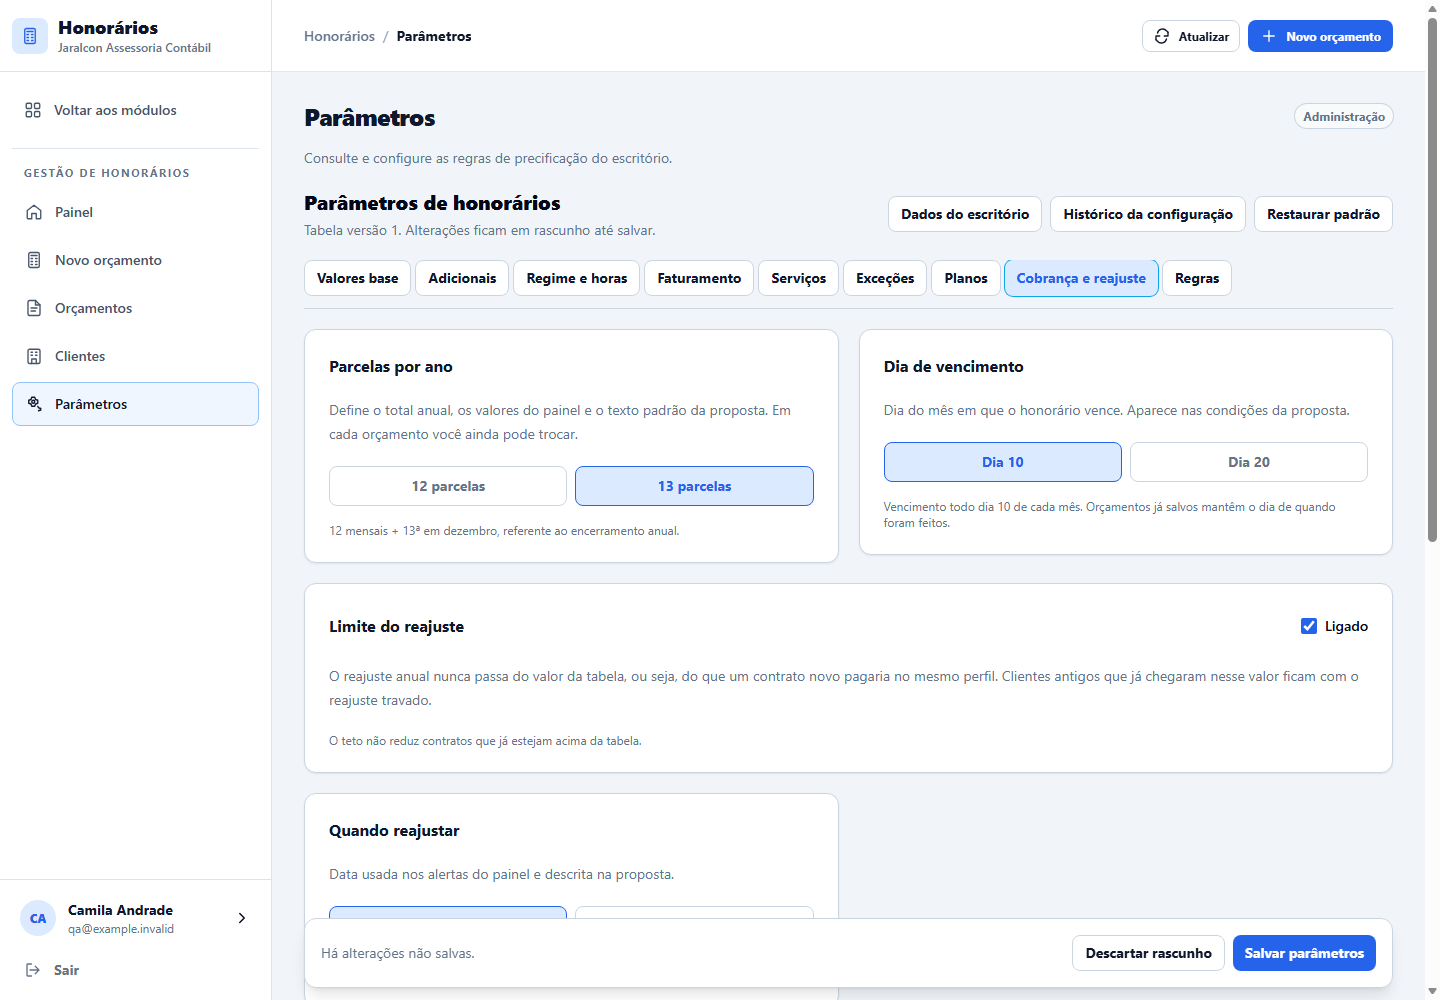 Honorários
Jaralcon Assessoria Contábil
Voltar aos módulos
GESTÃO DE HONORÁRIOS
Painel
Novo orçamento
Orçamentos
Clientes
Parâmetros
CA
Camila Andrade
qa@example.invalid
Sair
Honorários / Parâmetros
Atualizar
Novo orçamento
Parâmetros
Administração
Consulte e configure as regras de precificação do escritório.
Parâmetros de honorários
Tabela versão 1. Alterações ficam em rascunho até salvar.
Dados do escritório
Histórico da configuração
Restaurar padrão
Valores base
Adicionais
Regime e horas
Faturamento
Serviços
Exceções
Planos
Cobrança e reajuste
Regras
Parcelas por ano
Define o total anual, os valores do painel e o texto padrão da proposta. Em
cada orçamento você ainda pode trocar.
12 parcelas
13 parcelas
12 mensais + 13ª em dezembro, referente ao encerramento anual.
Dia de vencimento
Dia do mês em que o honorário vence. Aparece nas condições da proposta.
Dia 10
Dia 20
Vencimento todo dia 10 de cada mês. Orçamentos já salvos mantêm o dia de quando
foram feitos.
Limite do reajuste
Ligado
O reajuste anual nunca passa do valor da tabela, ou seja, do que um contrato novo pagaria no mesmo perfil. Clientes antigos que já chegaram nesse valor ficam com o
reajuste travado.
O teto não reduz contratos que já estejam acima da tabela.
Quando reajustar
Data usada nos alertas do painel e descrita na proposta.
Há alterações não salvas.
Descartar rascunho
Salvar parâmetros